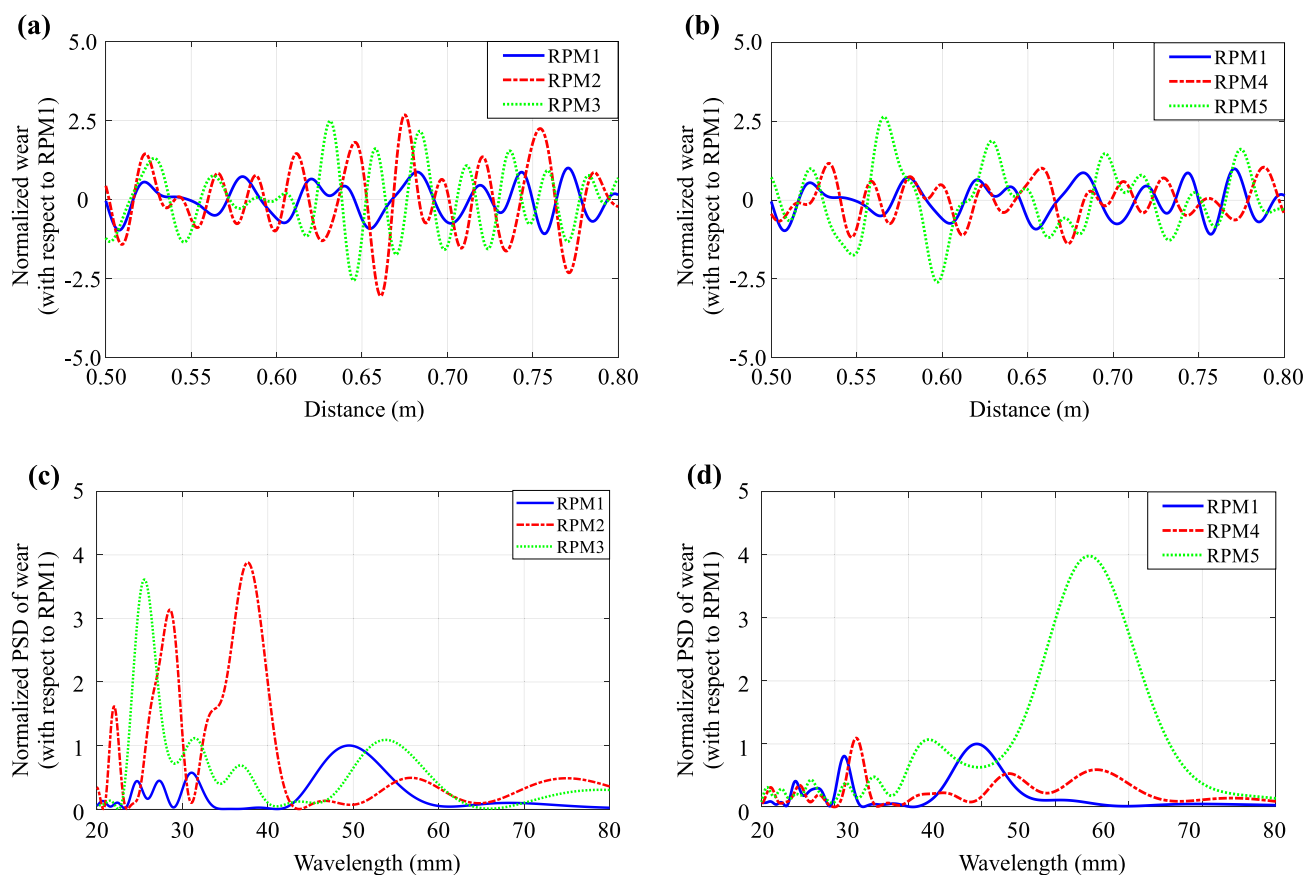 (a)
5.0
2.5
0
-2.5
-5.0
Normalized wear
(with respect to RPM1)
RPM1
RPM2
RPM3
0.50
0.55
0.60
0.65
0.70
0.75
0.80
Distance (m)
(b)
5.0
2.5
0
-2.5
-5.0
Normalized wear
(with respect to RPM1)
RPM1
RPM4
RPM5
0.50
0.55
0.60
0.65
0.70
0.75
0.80
Distance (m)
(c)
5
4
3
2
1
0
Normalized PSD of wear
(with respect to RPM1)
RPM1
RPM2
RPM3
20
30
40
50
60
70
80
Wavelength (mm)
(d)
5
4
3
2
1
0
Normalized PSD of wear
(with respect to RPM1)
RPM1
RPM4
RPM5
20
30
40
50
60
70
80
Wavelength (mm)